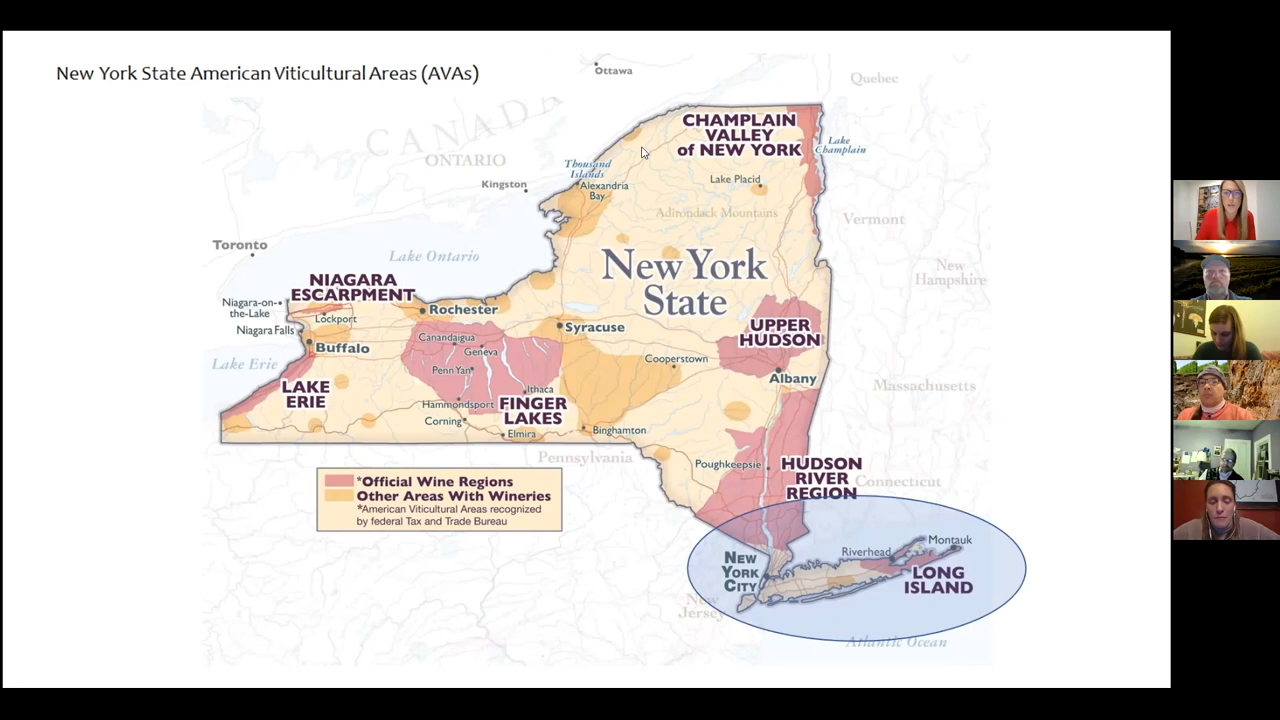 New York State American Viticultural Areas (AVAs)
Ottawa
Quebec
CANADA
CHAMPLAIN
VALLEY
of NEW YORK
Lake
Champlain
ONTARIO
Thousand
Islands
Kingston
Alexandria
Bay
Lake Placid
Adirondack Mountains
Vermont
Toronto
Lake Ontario
New
Hampshire
New York
State
NIAGARA
ESCARPMENT
Niagara-on-
the-Lake
Lockport
Rochester
Niagara Falls
Syracuse
UPPER
HUDSON
Buffalo
Canandaigua
Geneva
Lake Erie
Cooperstown
Penn Yan
Albany
LAKE
ERIE
Ithaca
Massachusetts
Hammondsport
FINGER
LAKES
Corning
Elmira
Binghamton
Pennsylvania
Poughkeepsie
HUDSON
RIVER
REGION
Connecticut
*Official Wine Regions
Other Areas With Wineries
*American Viticultural Areas recognized
by federal Tax and Trade Bureau
NEW
YORK
CITY
Riverhead
Montauk
LONG
ISLAND
New
Jersey
Atlantic Ocean